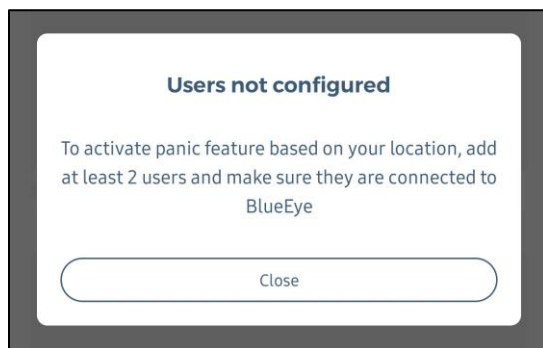 Users not configured
To activate panic feature based on your location, add
at least 2 users and make sure they are connected to
BlueEye
Close